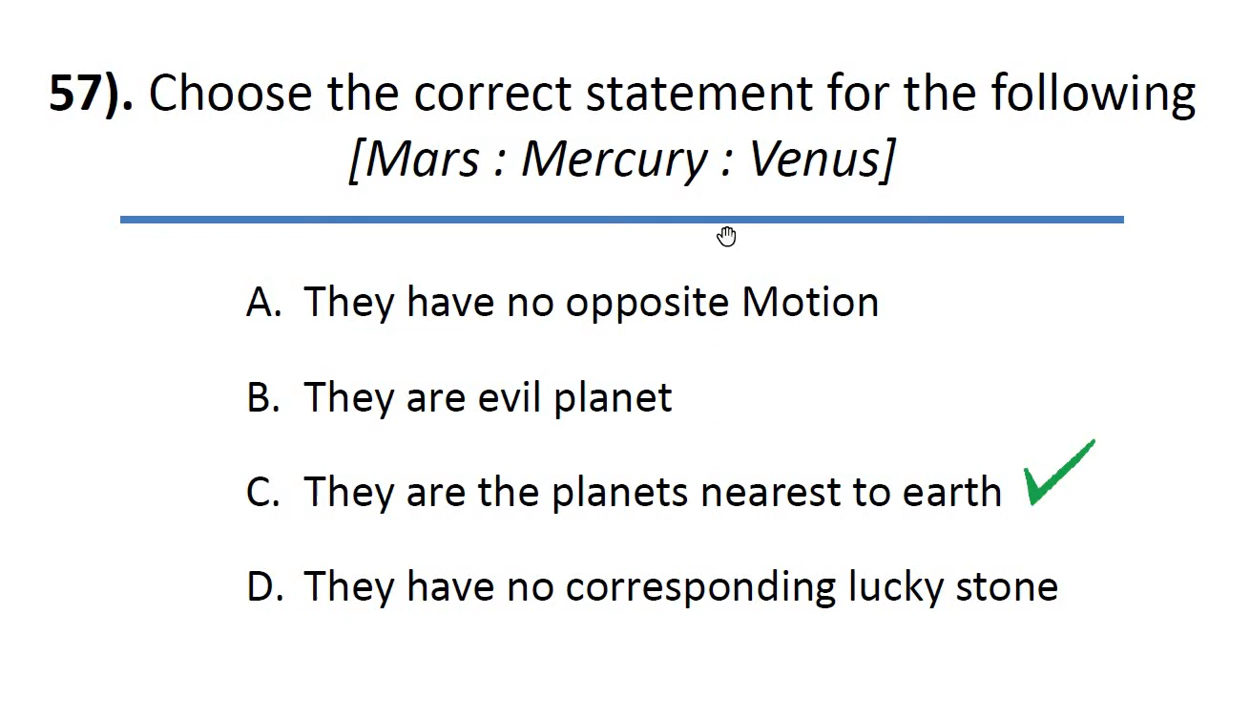 57). Choose the correct statement for the following
[Mars : Mercury : Venus]
A. They have no opposite Motion
B. They are evil planet
C. They are the planets nearest to earth
D. They have no corresponding lucky stone